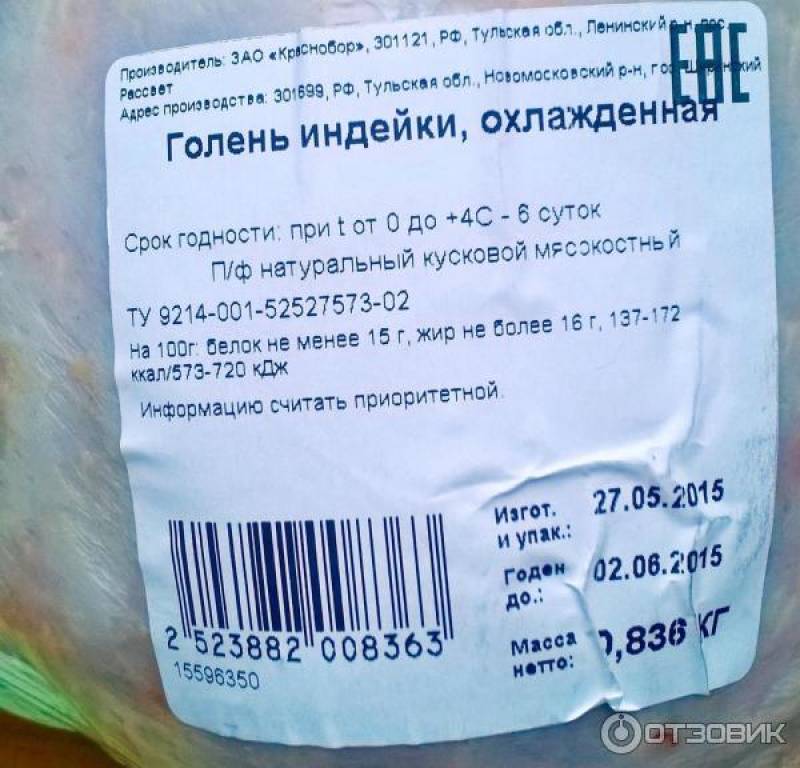 Производитель: ЗАО «Краснобор», 301121, РФ, Тульская обл., Ленинский р-н, пос.
Рассвет
Адрес производства: 301699, РФ, Тульская обл., Новомосковский р-н,
ЕАС
Голень индейки, охлажденная
Срок годности: при t от 0 до +4С - 6 суток
П/ф натуральный кусковой мясокостный
ТУ 9214-001-52527573-02
На 100г: белок не менее 15 г, жир не более 16 г, 137-172
ккал/573-720 кДж
Информацию считать приоритетной.
Изгот. 27.05.2015
и упак.:
Годен 02.06.2015
до.:
Масса 0,836 КГ
нетто:
2 523882 008363
15596350
ОТЗОВИК